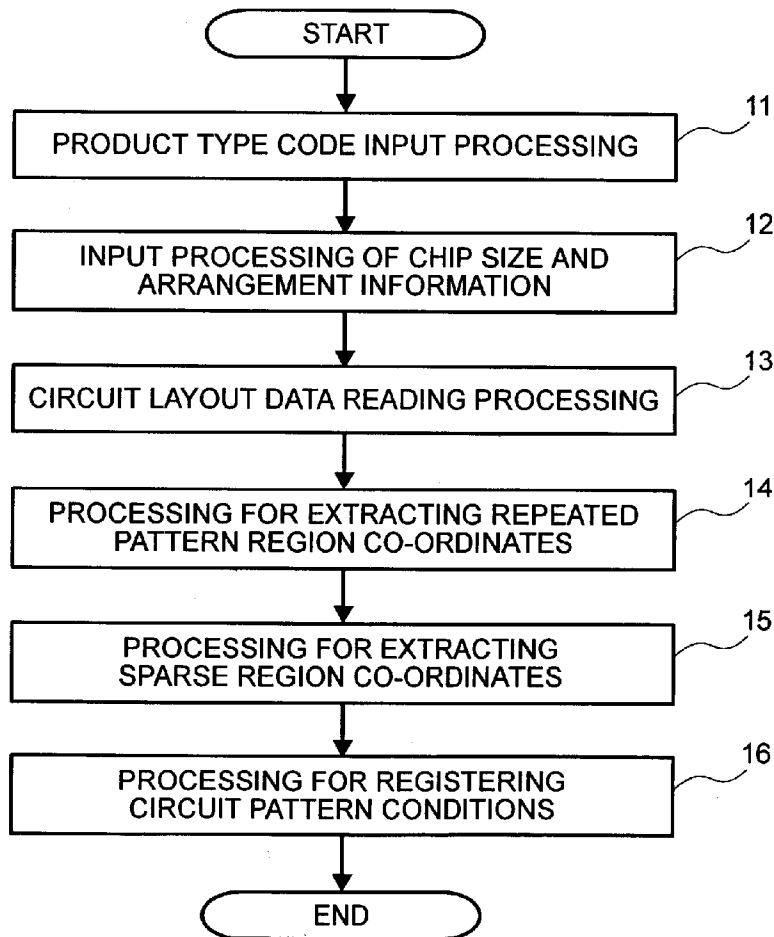 START
11
PRODUCT TYPE CODE INPUT PROCESSING
12
INPUT PROCESSING OF CHIP SIZE AND
ARRANGEMENT INFORMATION
13
CIRCUIT LAYOUT DATA READING PROCESSING
14
PROCESSING FOR EXTRACTING REPEATED
PATTERN REGION CO-ORDINATES
15
PROCESSING FOR EXTRACTING
SPARSE REGION CO-ORDINATES
16
PROCESSING FOR REGISTERING
CIRCUIT PATTERN CONDITIONS
END